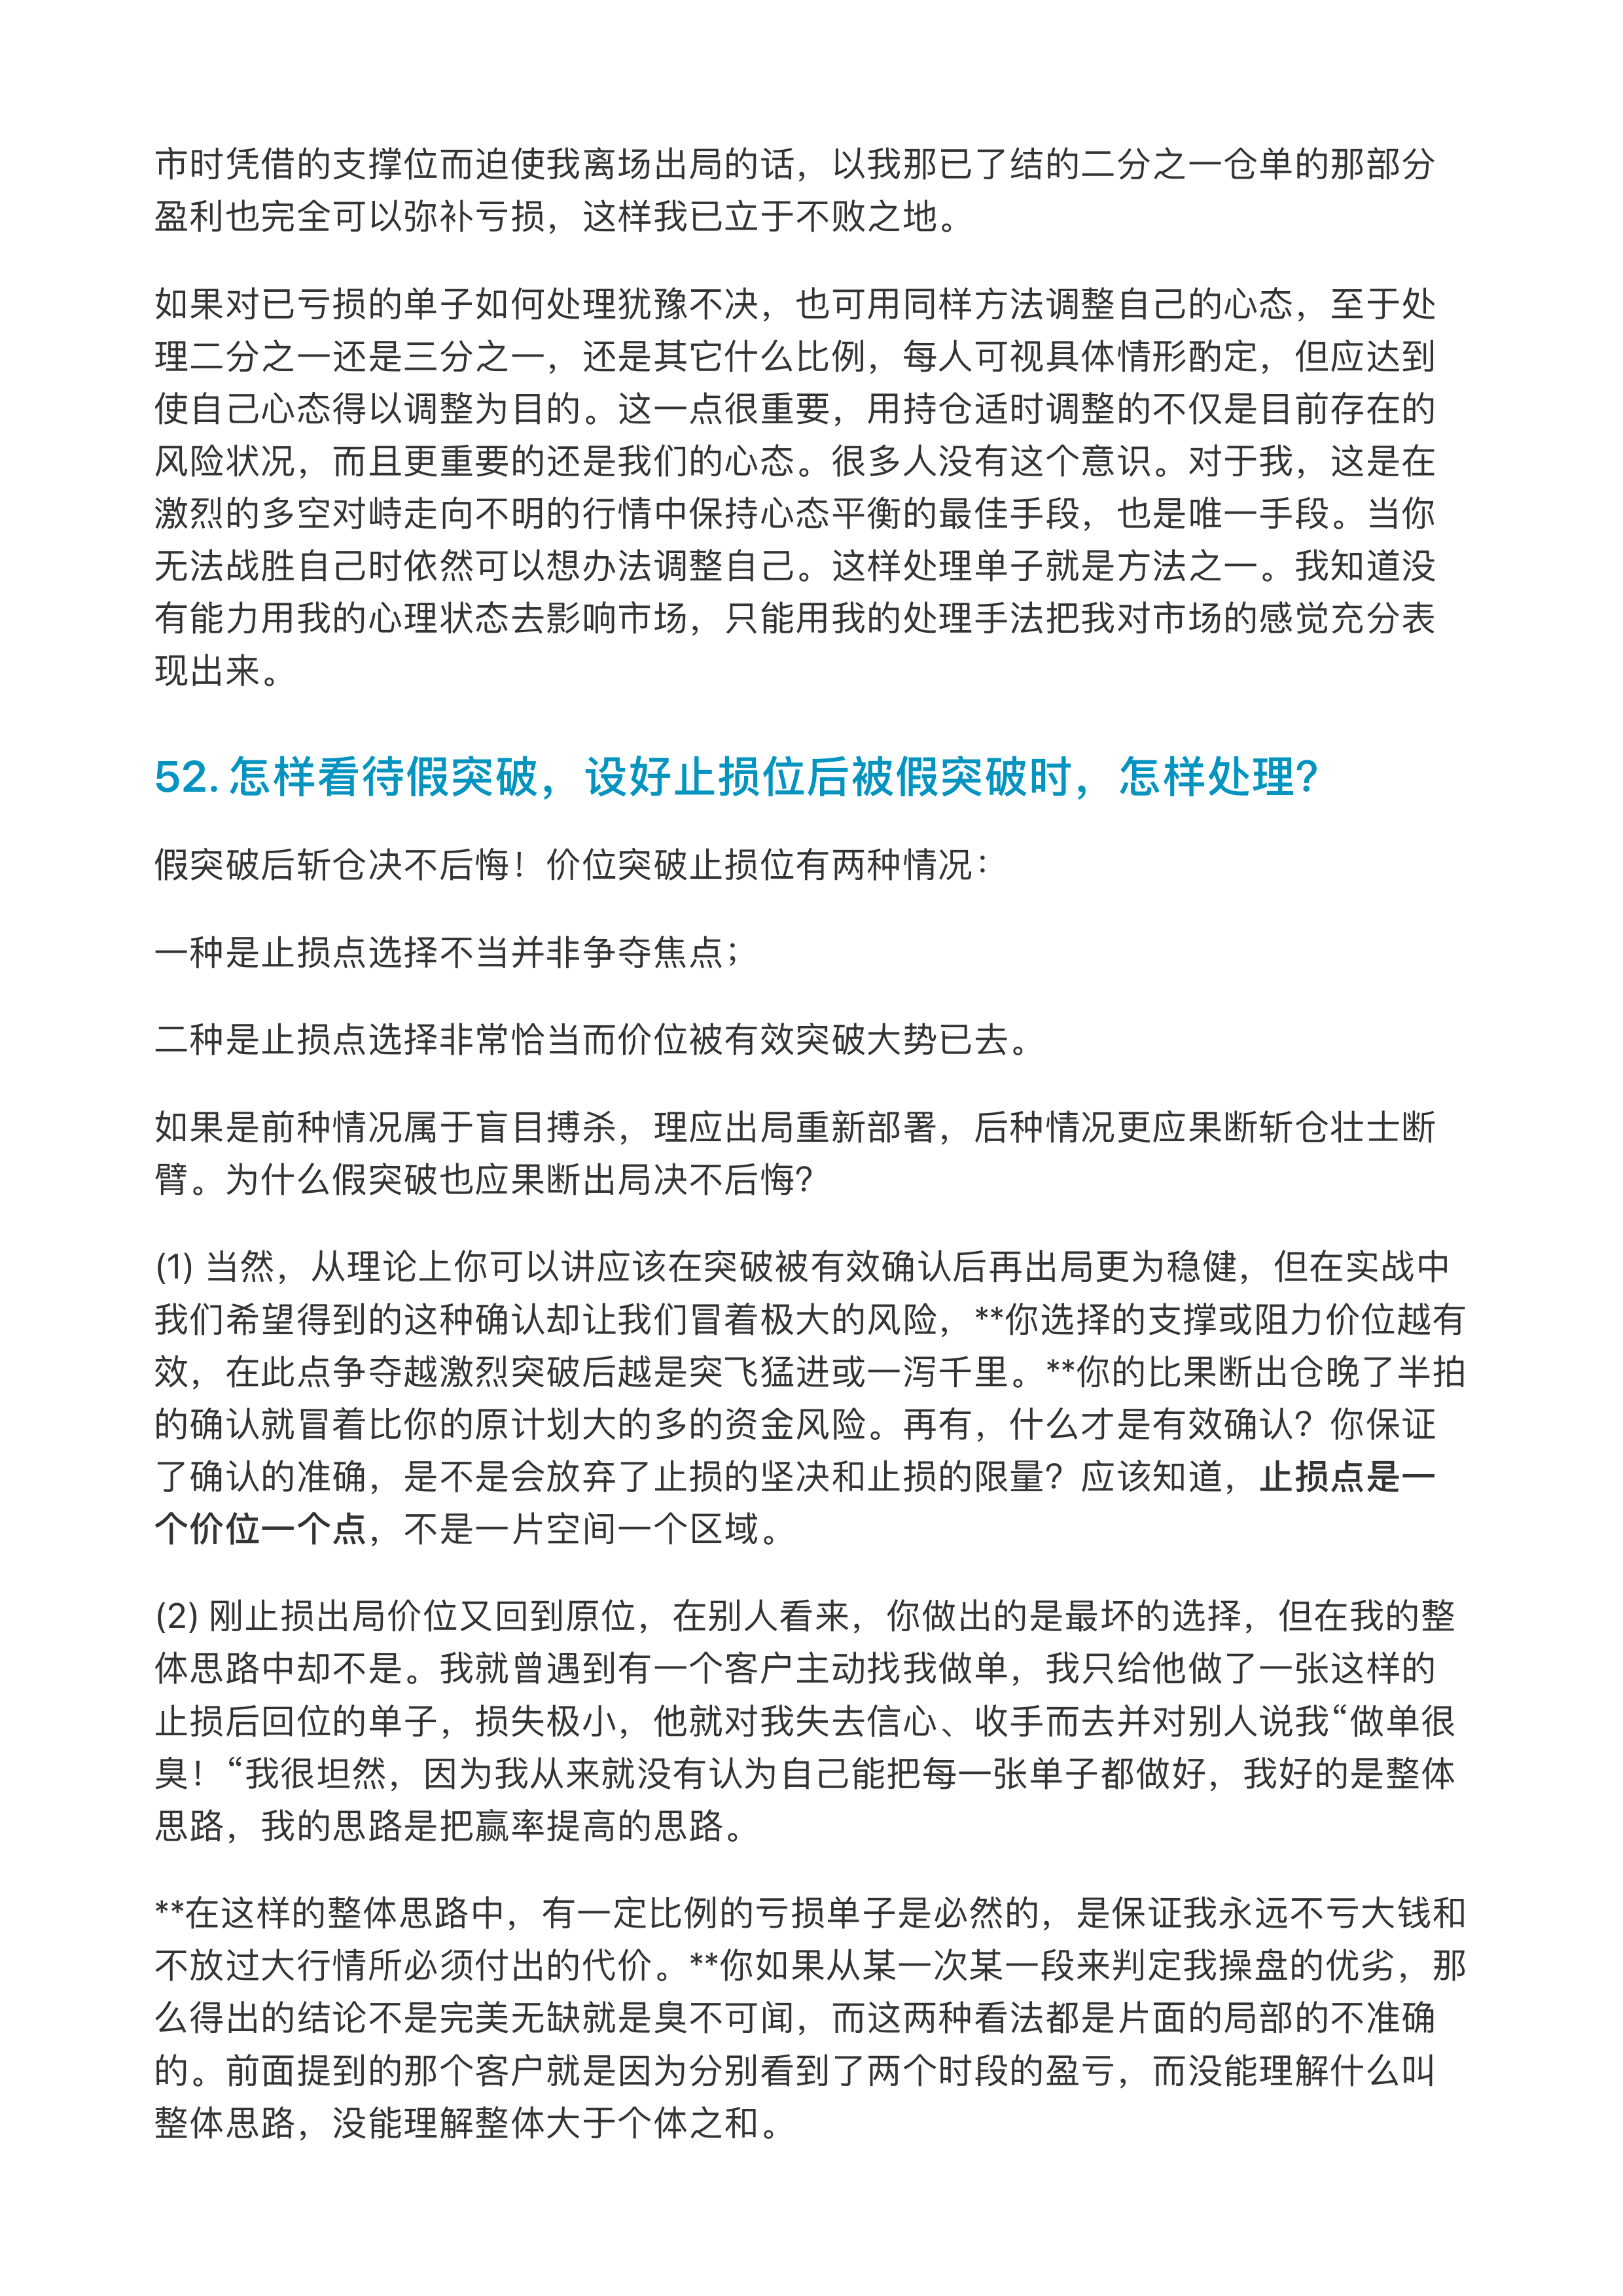 市时凭借的支撑位而迫使我离场出局的话，以我那已了结的二分之一仓单的那部分
盈利也完全可以弥补亏损，这样我已立于不败之地。
如果对已亏损的单子如何处理犹豫不决，也可用同样方法调整自己的心态，至于处
理二分之一还是三分之一，还是其它什么比例，每人可视具体情形酌定，但应达到
使自己心态得以调整为目的。这一点很重要，用持仓适时调整的不仅是目前存在的
风险状况，而且更重要的还是我们的心态。很多人没有这个意识。对于我，这是在
激烈的多空对峙走向不明的行情中保持心态平衡的最佳手段，也是唯一手段。当你
无法战胜自己时依然可以想办法调整自己。这样处理单子就是方法之一。我知道没
有能力用我的心理状态去影响市场，只能用我的处理手法把我对市场的感觉充分表
现出来。
52. 怎样看待假突破，设好止损位后被假突破时，怎样处理?
假突破后斩仓决不后悔！价位突破止损位有两种情况：
一种是止损点选择不当并非争夺焦点；
二种是止损点选择非常恰当而价位被有效突破大势已去。
如果是前种情况属于盲目搏杀，理应出局重新部署，后种情况更应果断斩仓壮士断
臂。为什么假突破也应果断出局决不后悔?
(1) 当然，从理论上你可以讲应该在突破被有效确认后再出局更为稳健，但在实战中
我们希望得到的这种确认却让我们冒着极大的风险，**你选择的支撑或阻力价位越有
效，在此点争夺越激烈突破后越是突飞猛进或一泻千里。**你的比果断出仓晚了半拍
的确认就冒着比你的原计划大的多的资金风险。再有，什么才是有效确认？你保证
了确认的准确，是不是会放弃了止损的坚决和止损的限量？应该知道，止损点是一
个价位一个点，不是一片空间一个区域。
(2) 刚止损出局价位又回到原位，在别人看来，你做出的是最坏的选择，但在我的整
体思路中却不是。我就曾遇到有一个客户主动找我做单，我只给他做了一张这样的
止损后回位的单子，损失极小，他就对我失去信心、收手而去并对别人说我“做单很
臭！“我很坦然，因为我从来就没有认为自己能把每一张单子都做好，我好的是整体
思路，我的思路是把赢率提高的思路。
**在这样的整体思路中，有一定比例的亏损单子是必然的，是保证我永远不亏大钱和
不放过大行情所必须付出的代价。**你如果从某一次某一段来判定我操盘的优劣，那
么得出的结论不是完美无缺就是臭不可闻，而这两种看法都是片面的局部的不准确
的。前面提到的那个客户就是因为分别看到了两个时段的盈亏，而没能理解什么叫
整体思路，没能理解整体大于个体之和。